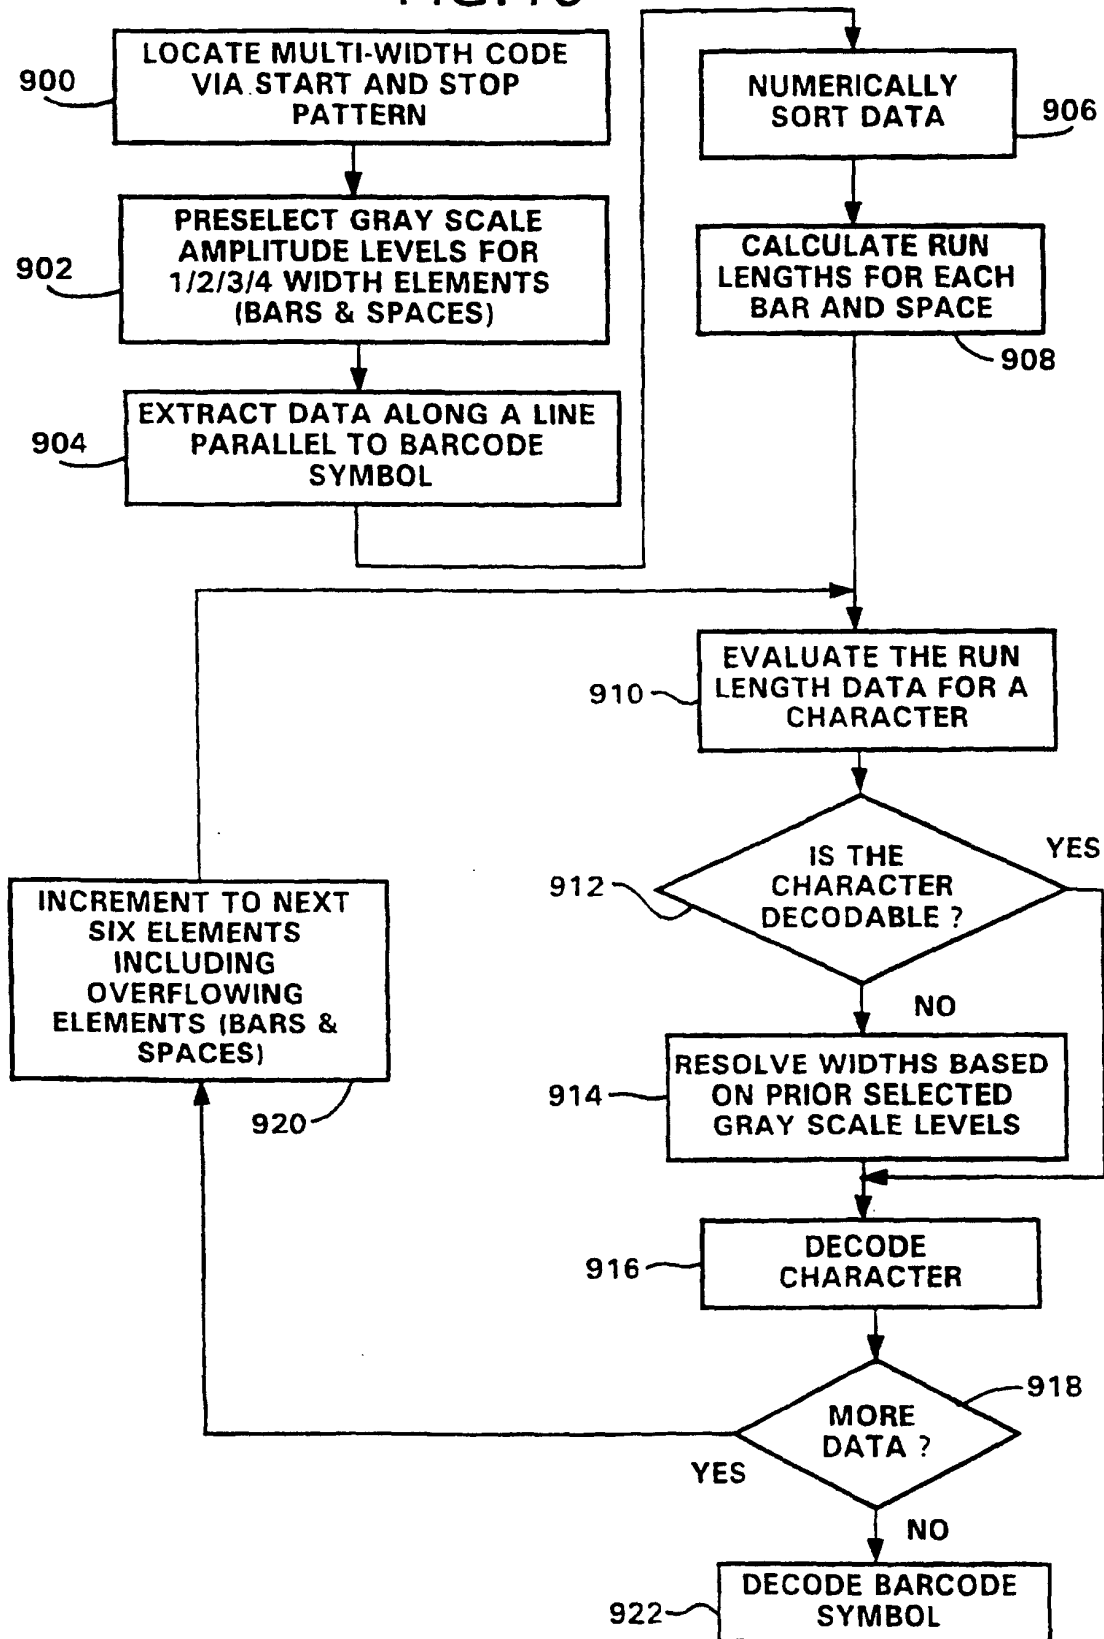 900
LOCATE MULTI-WIDTH CODE
VIA START AND STOP
PATTERN
902
PRESELECT GRAY SCALE
AMPLITUDE LEVELS FOR
1/2/3/4 WIDTH ELEMENTS
(BARS & SPACES)
904
EXTRACT DATA ALONG A LINE
PARALLEL TO BARCODE
SYMBOL
NUMERICALLY
SORT DATA
906
CALCULATE RUN
LENGTHS FOR EACH
BAR AND SPACE
908
910
EVALUATE THE RUN
LENGTH DATA FOR A
CHARACTER
912
IS THE
CHARACTER
DECODABLE ?
YES
NO
914
RESOLVE WIDTHS BASED
ON PRIOR SELECTED
GRAY SCALE LEVELS
916
DECODE
CHARACTER
918
MORE
DATA ?
YES
NO
INCREMENT TO NEXT
SIX ELEMENTS
INCLUDING
OVERFLOWING
ELEMENTS (BARS &
SPACES)
920
922
DECODE BARCODE
SYMBOL